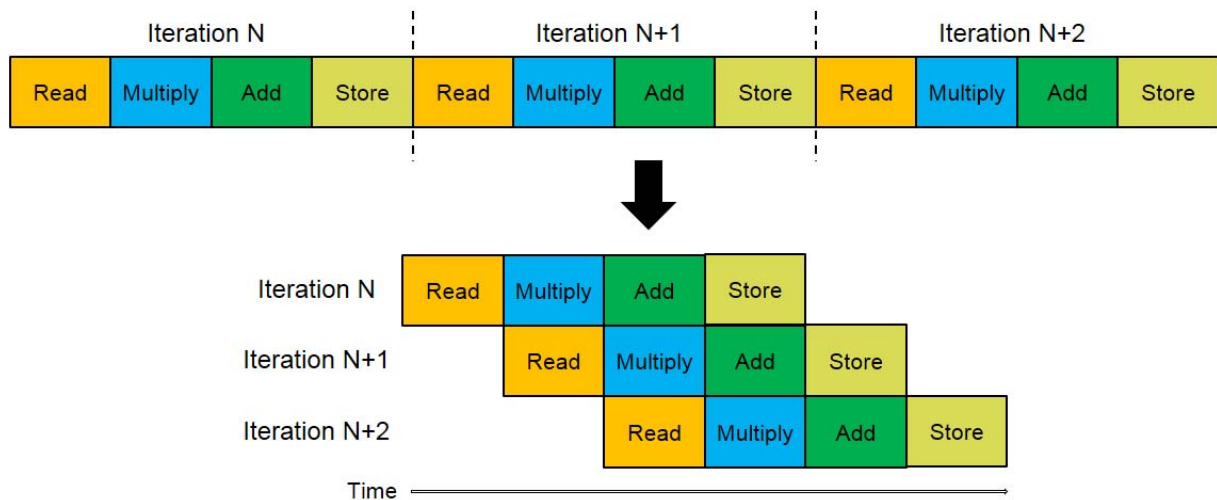 Iteration N Iteration N+1 Iteration N+2
Read Multiply Add Store Read Multiply Add Store Read Multiply Add Store
Iteration N Read Multiply Add Store
Iteration N+1 Read Multiply Add Store
Iteration N+2 Read Multiply Add Store
Time